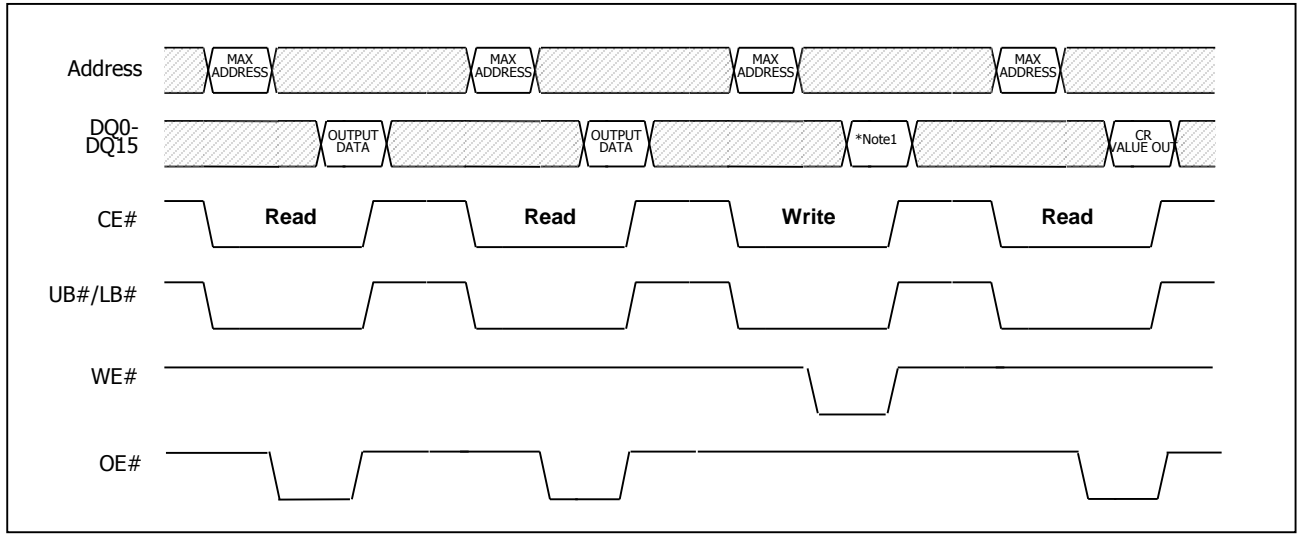 Address
MAX
ADDRESS
MAX
ADDRESS
MAX
ADDRESS
MAX
ADDRESS
DQ0-
DQ15
OUTPUT
DATA
OUTPUT
DATA
*Note1
CR
VALUE OUT
CE#
Read
Read
Write
Read
UB#/LB#
WE#
OE#